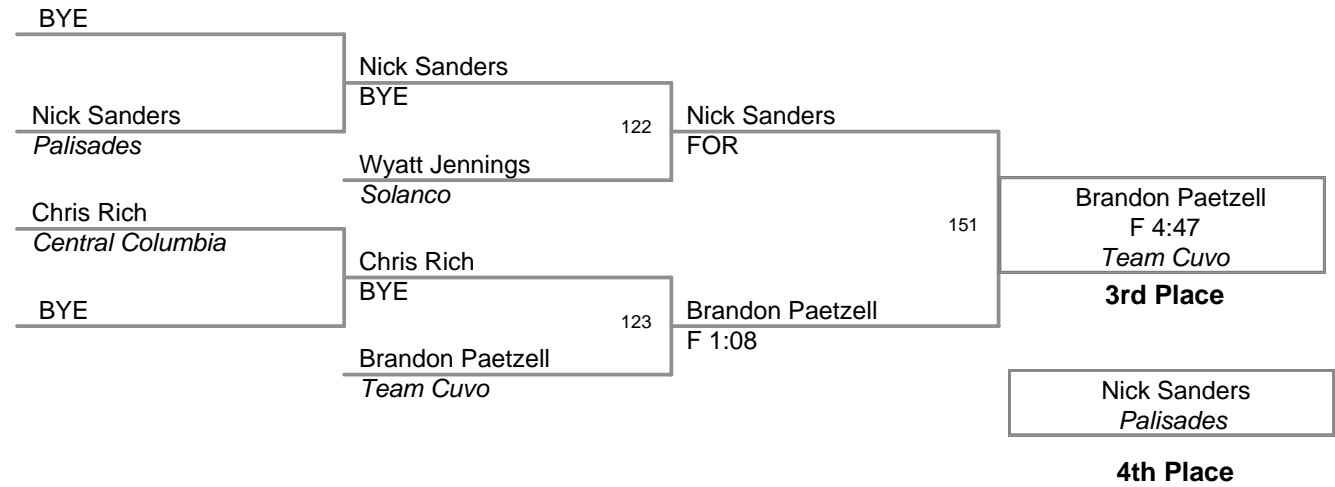 BYE
Nick Sanders
BYE
Nick Sanders
Palisades
122
Nick Sanders
FOR
Wyatt Jennings
Solanco
Chris Rich
Central Columbia
151
Brandon Paetzell
F 4:47
Team Cuvo
3rd Place
Chris Rich
BYE
BYE
123
Brandon Paetzell
F 1:08
Brandon Paetzell
Team Cuvo
Nick Sanders
Palisades
4th Place